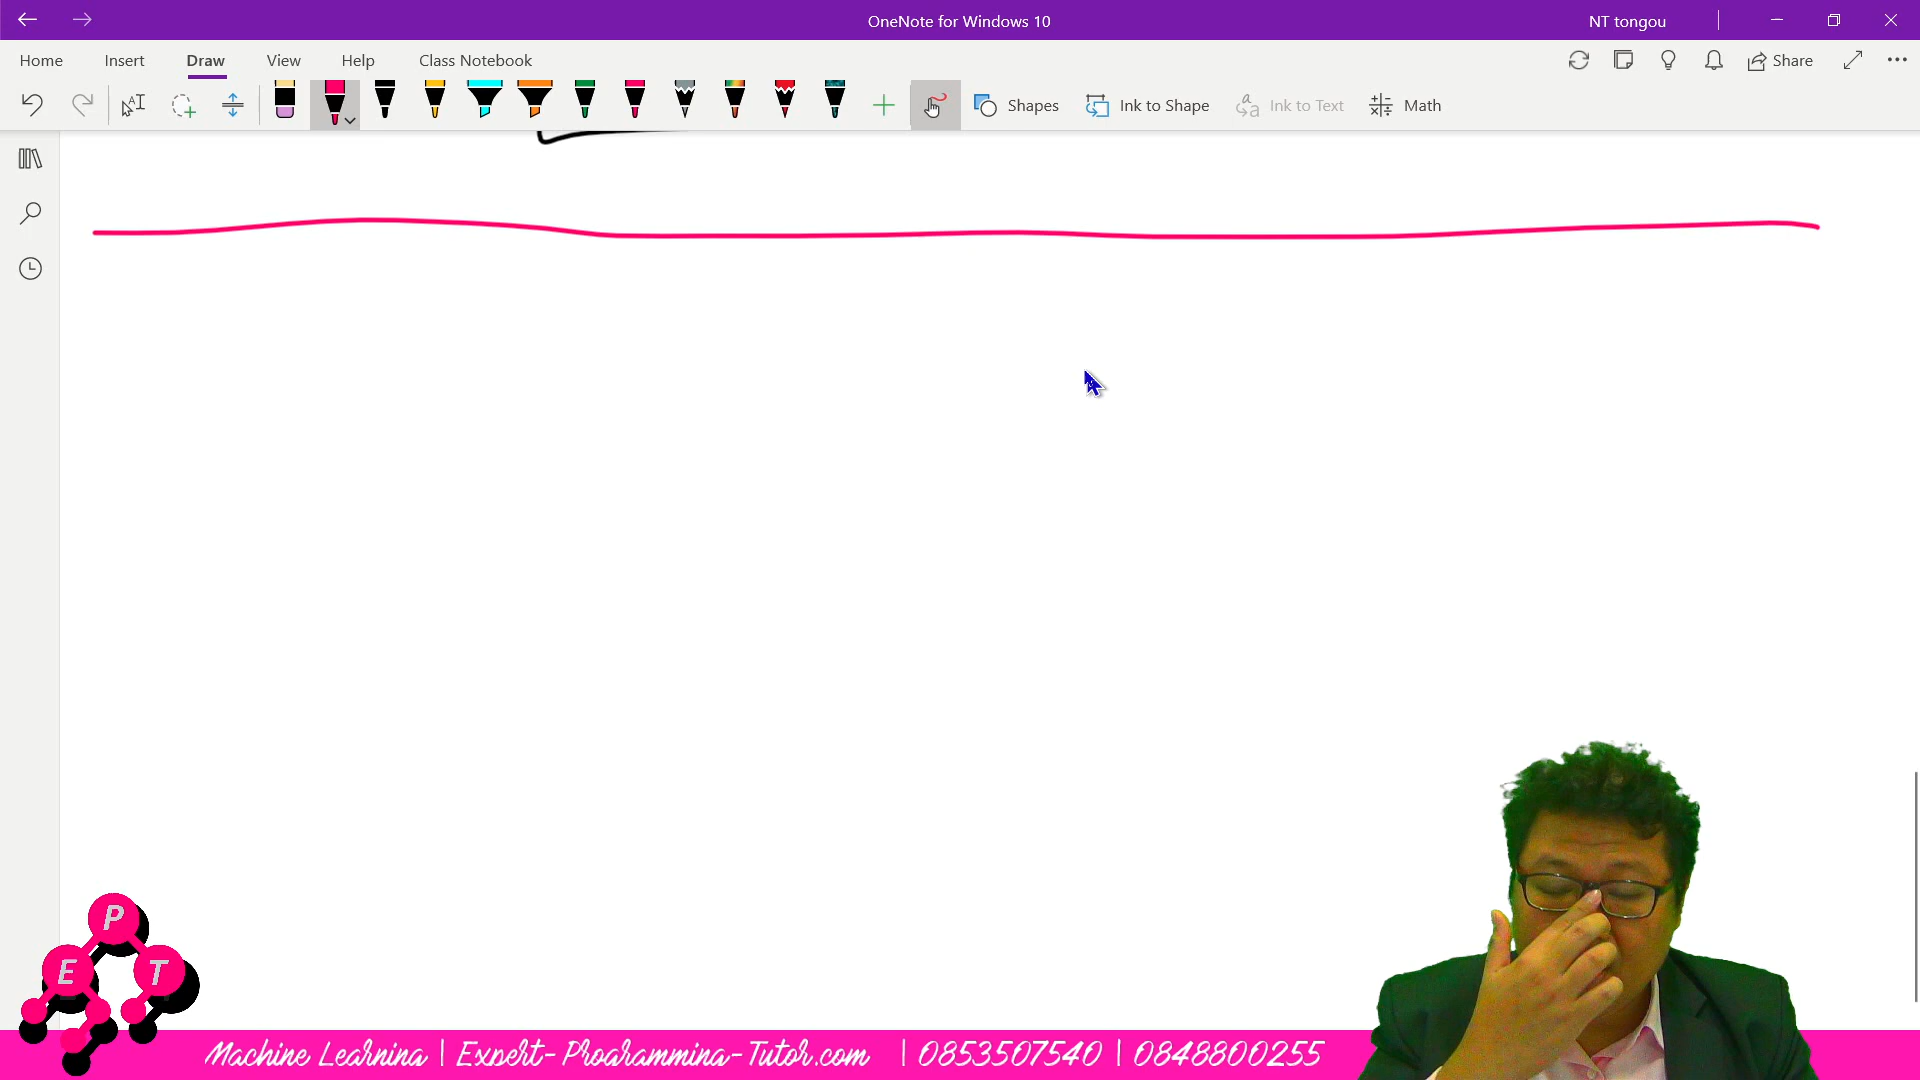 OneNote for Windows 10
NT tongou
Home Insert Draw View Help Class Notebook
Share
Shapes Ink to Shape Ink to Text Math
P
E T
Machine Learning | Expert-Programming-Tutor.com | 0853507540 | 0848800255